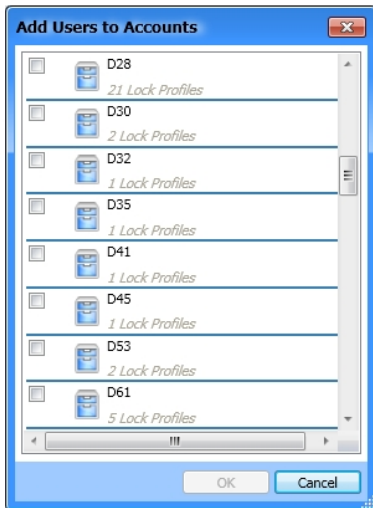 Add Users to Accounts
D28
21 Lock Profiles
D30
2 Lock Profiles
D32
1 Lock Profiles
D35
1 Lock Profiles
D41
1 Lock Profiles
D45
1 Lock Profiles
D53
2 Lock Profiles
D61
5 Lock Profiles
OK
Cancel